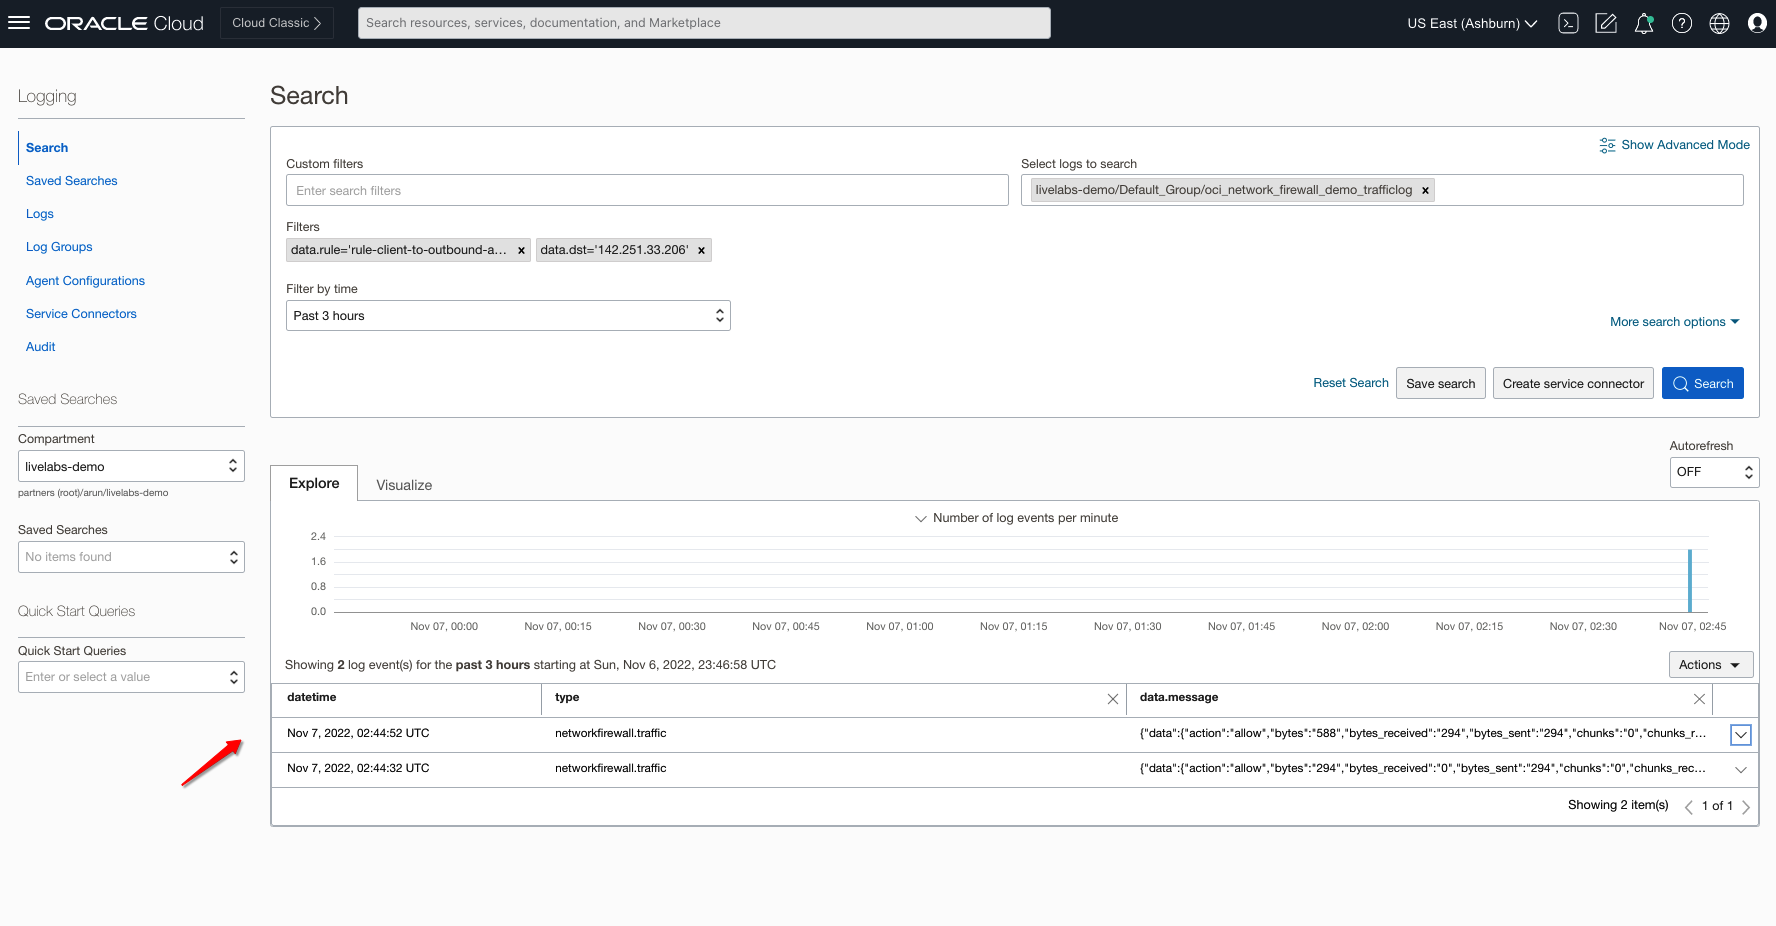 ORACLE Cloud
Cloud Classic
Search resources, services, documentation, and Marketplace
US East (Ashburn)
Logging
Search
Saved Searches
Logs
Log Groups
Agent Configurations
Service Connectors
Audit
Saved Searches
Compartment
livelabs-demo
partners (root)/arun/livelabs-demo
Saved Searches
No items found
Quick Start Queries
Quick Start Queries
Enter or select a value
Search
Show Advanced Mode
Custom filters
Enter search filters
Select logs to search
livelabs-demo/Default_Group/oci_network_firewall_demo_trafficlog ×
Filters
data.rule='rule-client-to-outbound-a... × data.dst='142.251.33.206' ×
Filter by time
Past 3 hours
More search options
Reset Search Save search Create service connector Search
Autorefresh
OFF
Explore Visualize
Number of log events per minute
2.4
1.6
0.8
0.0
Nov 07, 00:00 Nov 07, 00:15 Nov 07, 00:30 Nov 07, 00:45 Nov 07, 01:00 Nov 07, 01:15 Nov 07, 01:30 Nov 07, 01:45 Nov 07, 02:00 Nov 07, 02:15 Nov 07, 02:30 Nov 07, 02:45
Showing 2 log event(s) for the past 3 hours starting at Sun, Nov 6, 2022, 23:46:58 UTC
Actions
datetime type data.message
Nov 7, 2022, 02:44:52 UTC networkfirewall.traffic {"data":{"action":"allow","bytes":"588","bytes_received":"294","bytes_sent":"294","chunks":"0","chunks_r...
Nov 7, 2022, 02:44:32 UTC networkfirewall.traffic {"data":{"action":"allow","bytes":"294","bytes_received":"0","bytes_sent":"294","chunks":"0","chunks_rec...
Showing 2 item(s) 1 of 1